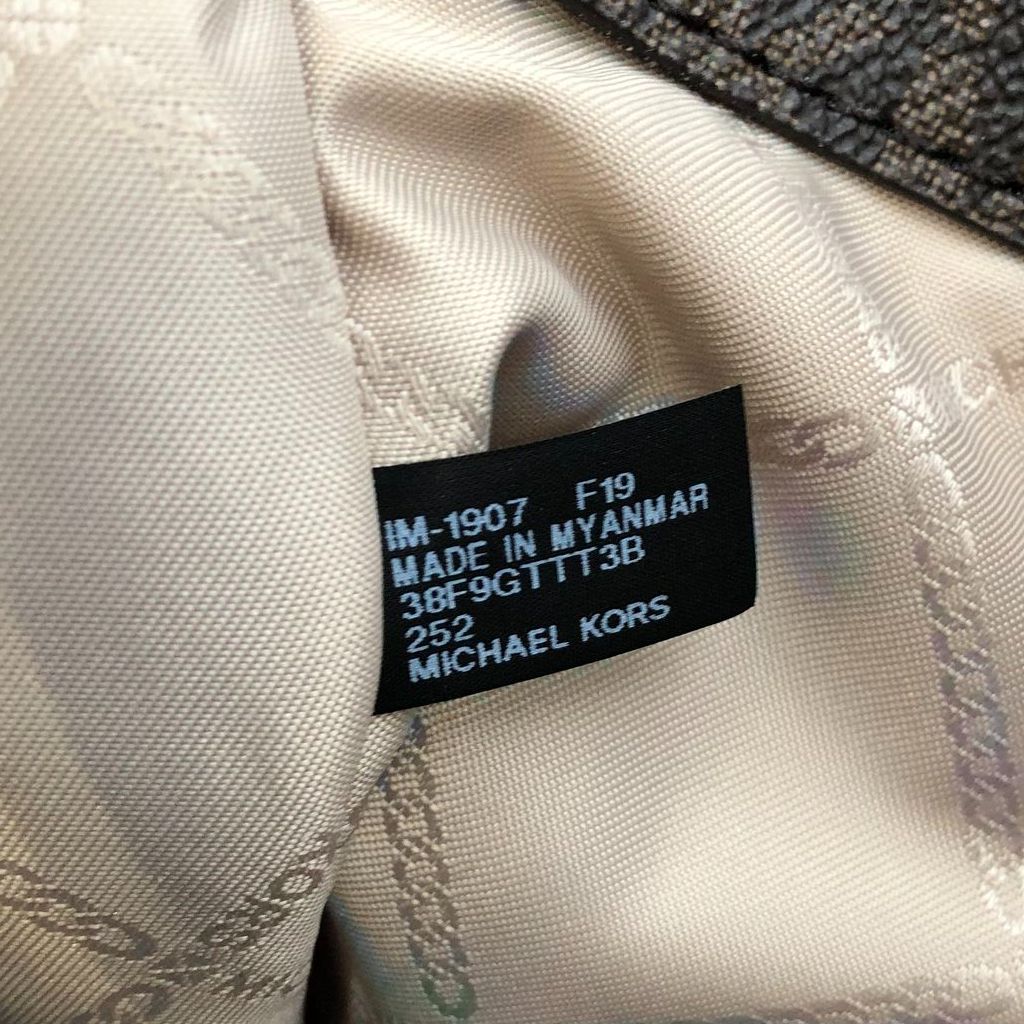 IM-1907 F19
MADE IN MYANMAR
38F9GTTT3B
252
MICHAEL KORS